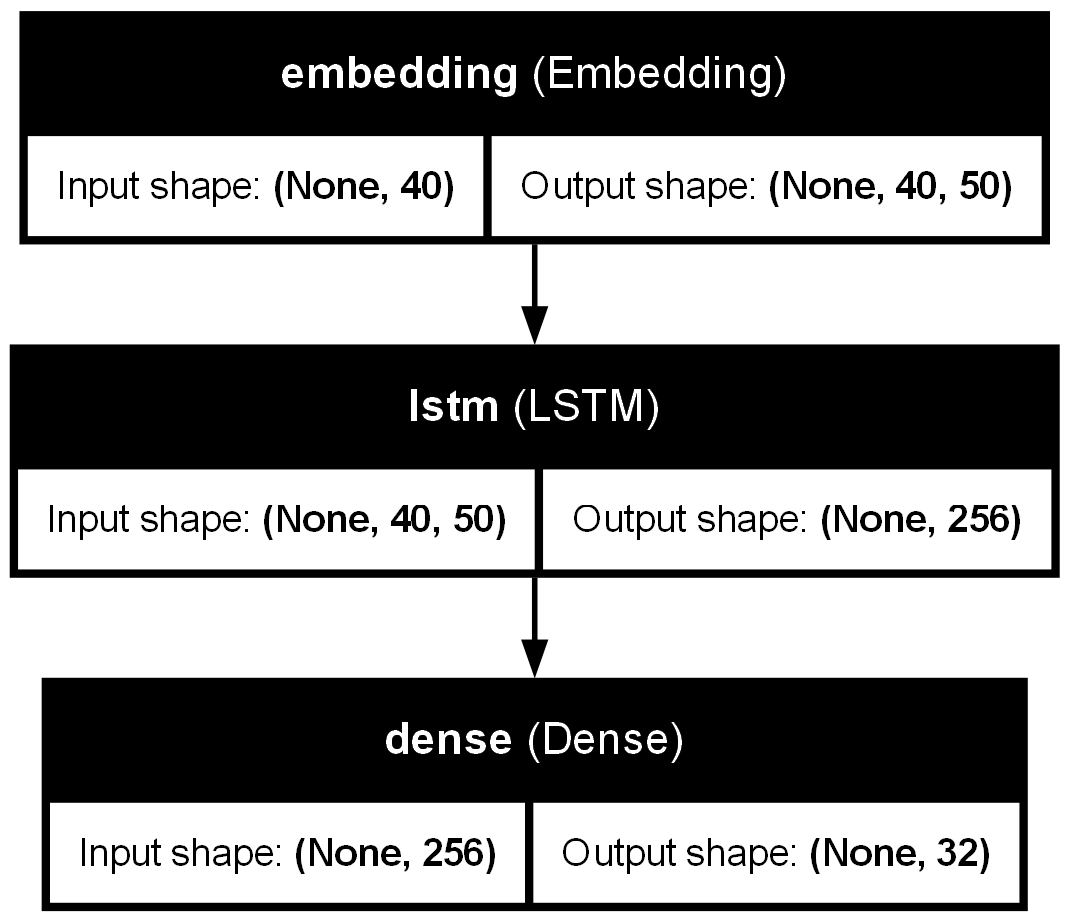 embedding (Embedding)
Input shape: (None, 40) Output shape: (None, 40, 50)
lstm (LSTM)
Input shape: (None, 40, 50) Output shape: (None, 256)
dense (Dense)
Input shape: (None, 256) Output shape: (None, 32)